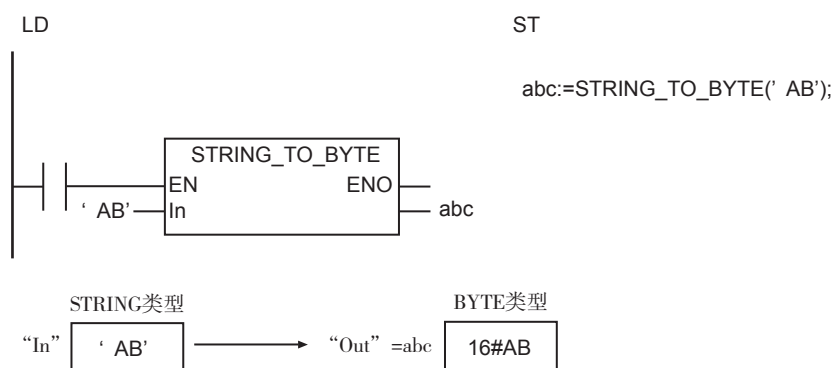 LD
ST
abc:=STRING_TO_BYTE(' AB');
STRING_TO_BYTE
EN ENO
' AB' In abc
STRING类型 BYTE类型
“In” ' AB' “Out” =abc 16#AB